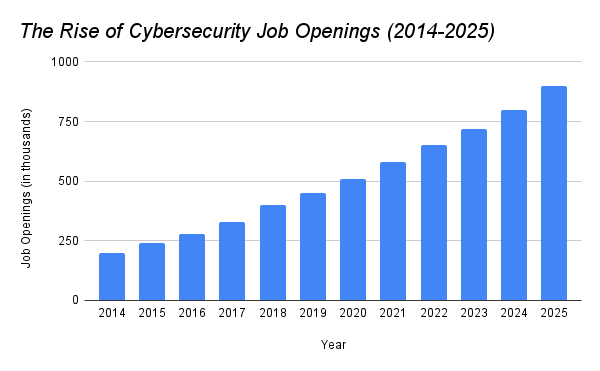 The Rise of Cybersecurity Job Openings (2014-2025)
Job Openings (in thousands)
1000
750
500
250
0
2014 2015 2016 2017 2018 2019 2020 2021 2022 2023 2024 2025
Year